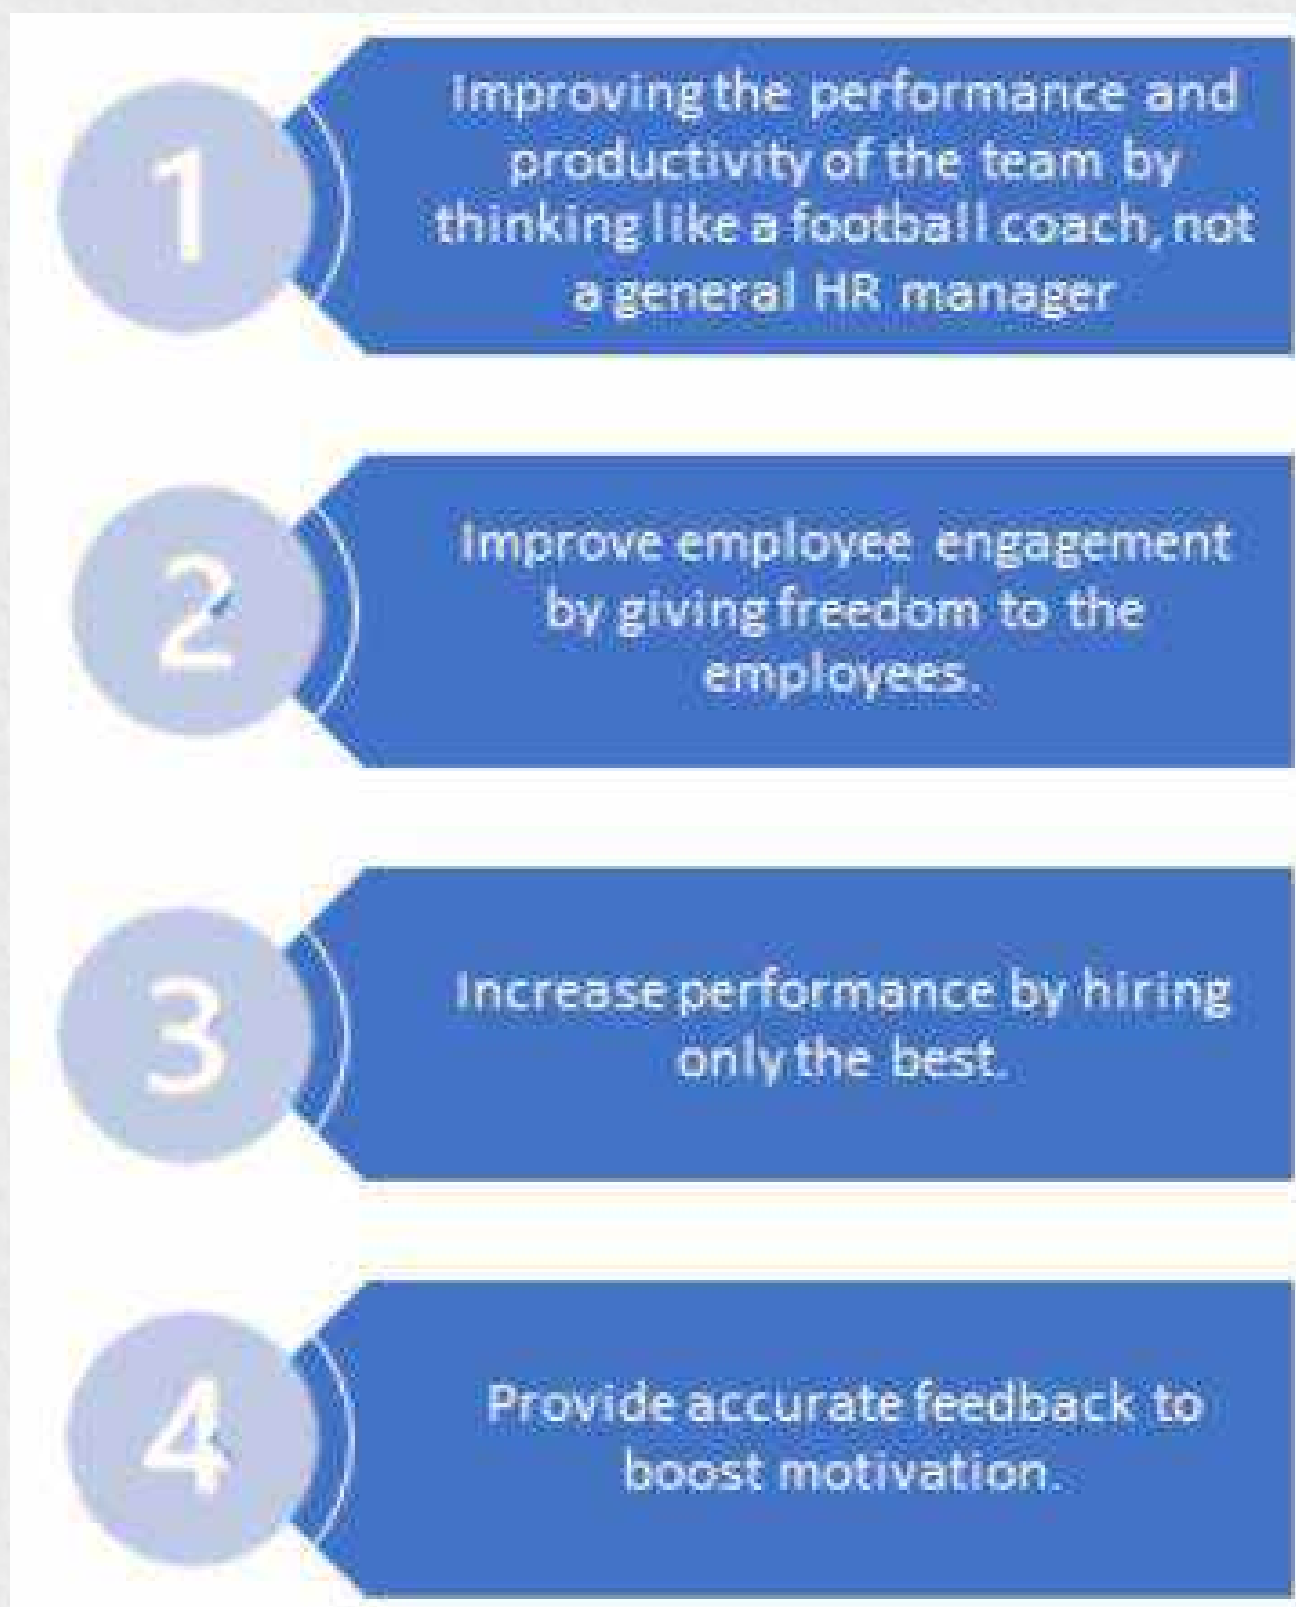 1
Improving the performance and
productivity of the team by
thinking like a football coach, not
a general HR manager
2
Improve employee engagement
by giving freedom to the
employees.
3
Increase performance by hiring
only the best.
4
Provide accurate feedback to
boost motivation.